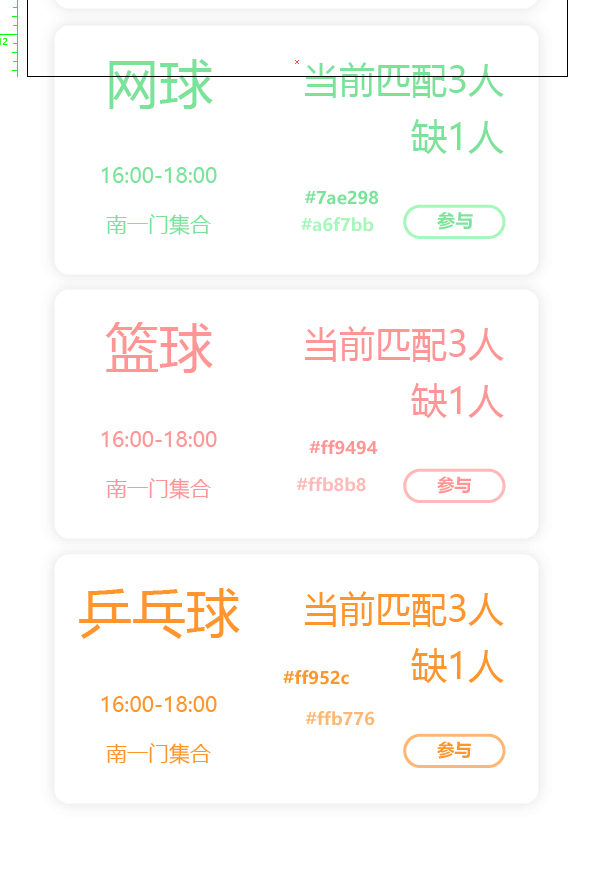 12
网球
当前匹配3人
缺1人
16:00-18:00
#7ae298
南一门集合
#a6f7bb
参与
篮球
当前匹配3人
缺1人
16:00-18:00
#ff9494
南一门集合
#ffb8b8
参与
乒乓球
当前匹配3人
缺1人
#ff952c
16:00-18:00
#ffb776
南一门集合
参与